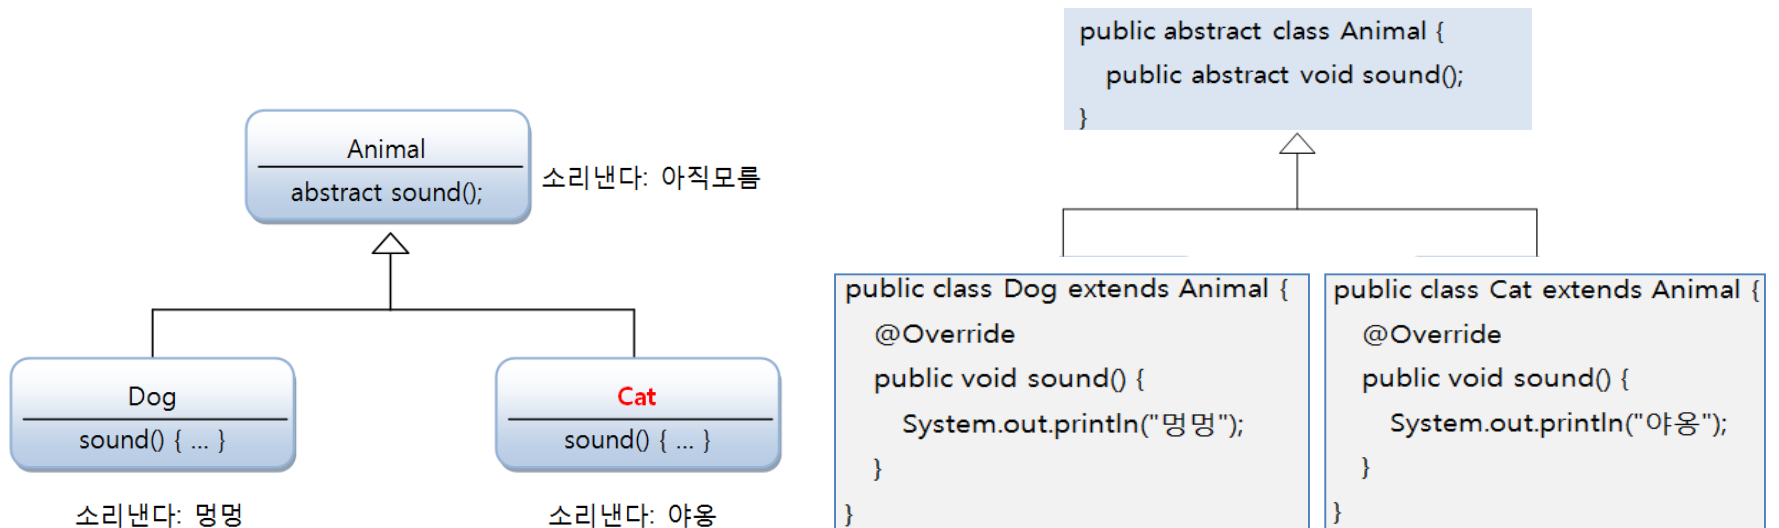 Animal
abstract sound();
소리낸다: 아직모름
Dog
sound() { ... }
소리낸다: 멍멍
Cat
sound() { ... }
소리낸다: 야옹
public abstract class Animal {
public abstract void sound();
}
public class Dog extends Animal {
@Override
public void sound() {
System.out.println("멍멍");
}
}
public class Cat extends Animal {
@Override
public void sound() {
System.out.println("야옹");
}
}